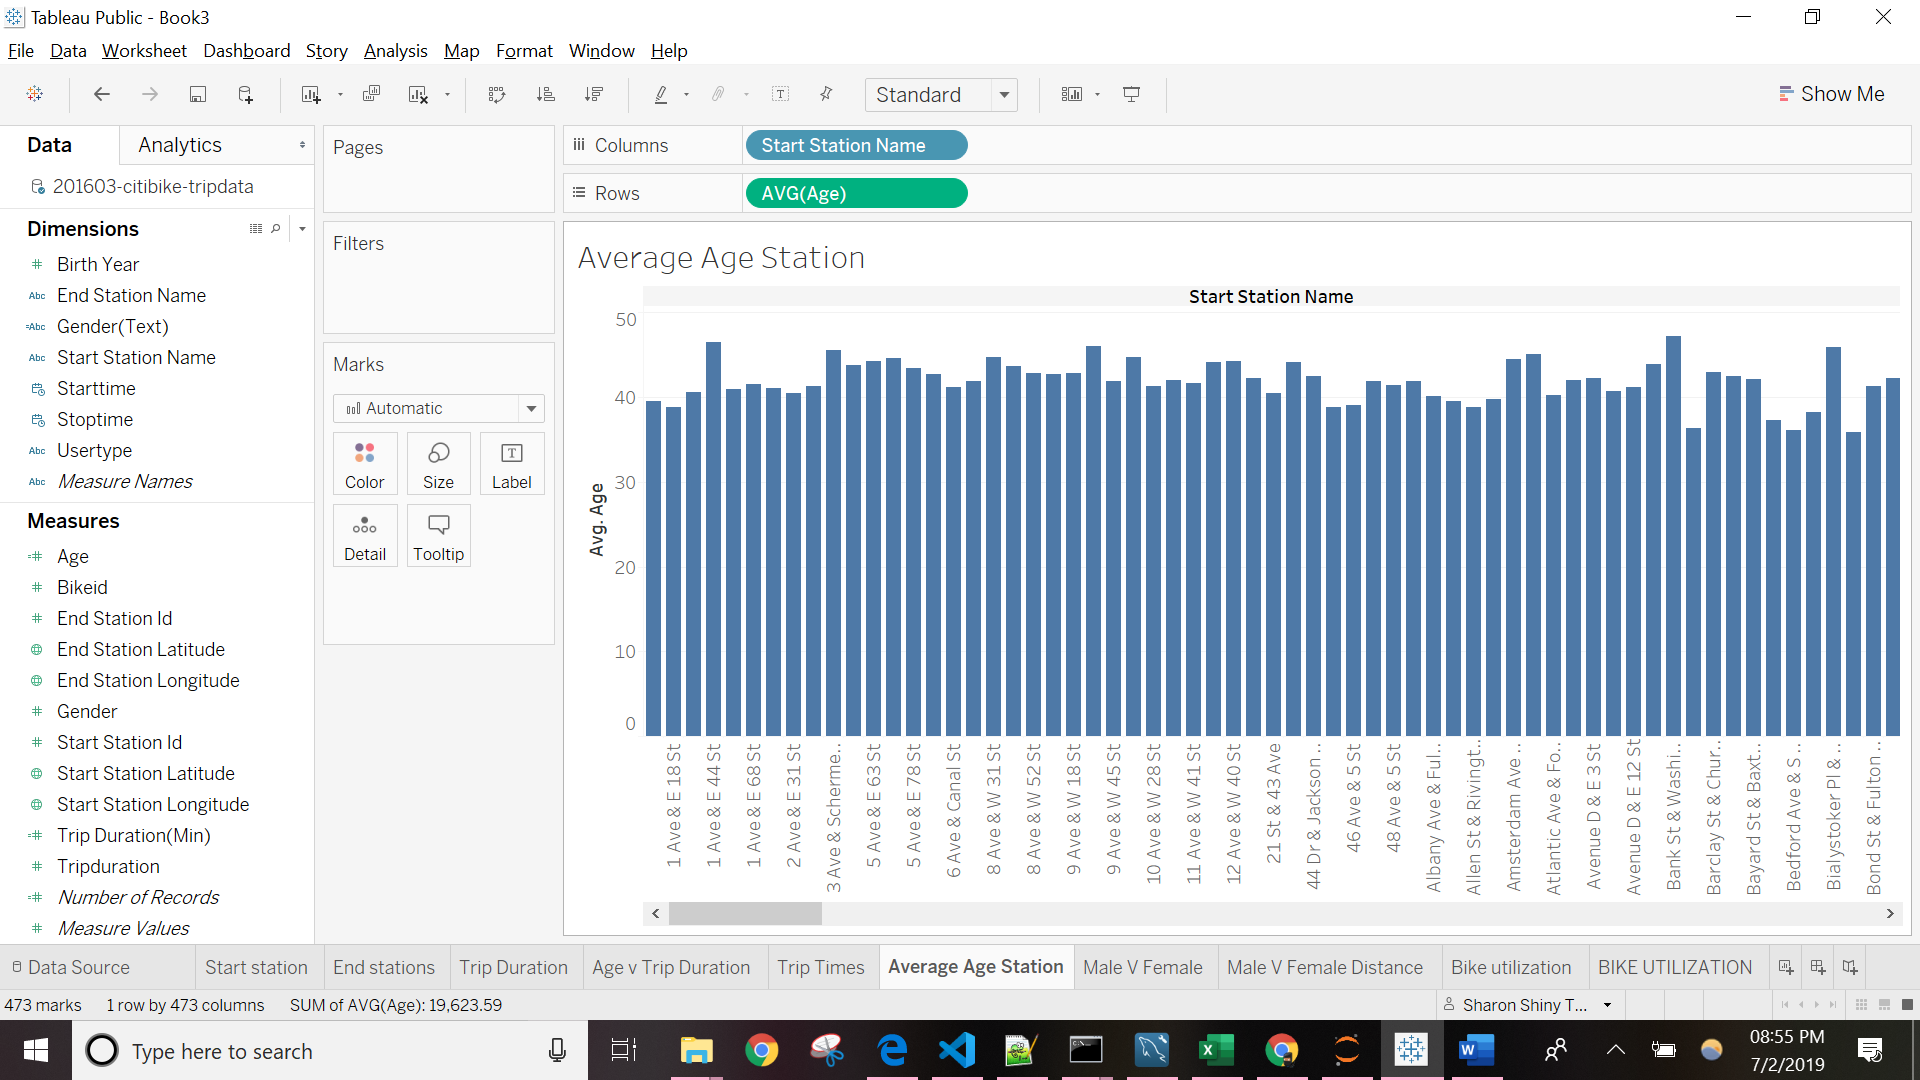 Tableau Public - Book3
File Data Worksheet Dashboard Story Analysis Map Format Window Help
Standard
Show Me
Data Analytics
201603-citibike-tripdata
Dimensions
# Birth Year
Abc End Station Name
=Abc Gender(Text)
Abc Start Station Name
Starttime
Stoptime
Abc Usertype
Abc Measure Names
Measures
=# Age
# Bikeid
# End Station Id
End Station Latitude
End Station Longitude
# Gender
# Start Station Id
Start Station Latitude
Start Station Longitude
=# Trip Duration(Min)
# Tripduration
=# Number of Records
# Measure Values
Pages
Filters
Marks
Automatic
Color Size Label
Detail Tooltip
Columns Start Station Name
Rows AVG(Age)
Average Age Station
Start Station Name
Avg. Age
50
40
30
20
10
0
1 Ave & E 18 St
1 Ave & E 44 St
1 Ave & E 68 St
2 Ave & E 31 St
3 Ave & Scherme..
5 Ave & E 63 St
5 Ave & E 78 St
6 Ave & Canal St
8 Ave & W 31 St
8 Ave & W 52 St
9 Ave & W 18 St
9 Ave & W 45 St
10 Ave & W 28 St
11 Ave & W 41 St
12 Ave & W 40 St
21 St & 43 Ave
44 Dr & Jackson ..
46 Ave & 5 St
48 Ave & 5 St
Albany Ave & Ful..
Allen St & Rivingt..
Amsterdam Ave ..
Atlantic Ave & Fo..
Avenue D & E 3 St
Avenue D & E 12 St
Bank St & Washi..
Barclay St & Chur..
Bayard St & Baxt..
Bedford Ave & S ..
Bialystoker Pl & ..
Bond St & Fulton ..
Data Source Start station End stations Trip Duration Age v Trip Duration Trip Times Average Age Station Male V Female Male V Female Distance Bike utilization BIKE UTILIZATION
473 marks 1 row by 473 columns SUM of AVG(Age): 19,623.59 Sharon Shiny T...
Type here to search
08:55 PM
7/2/2019